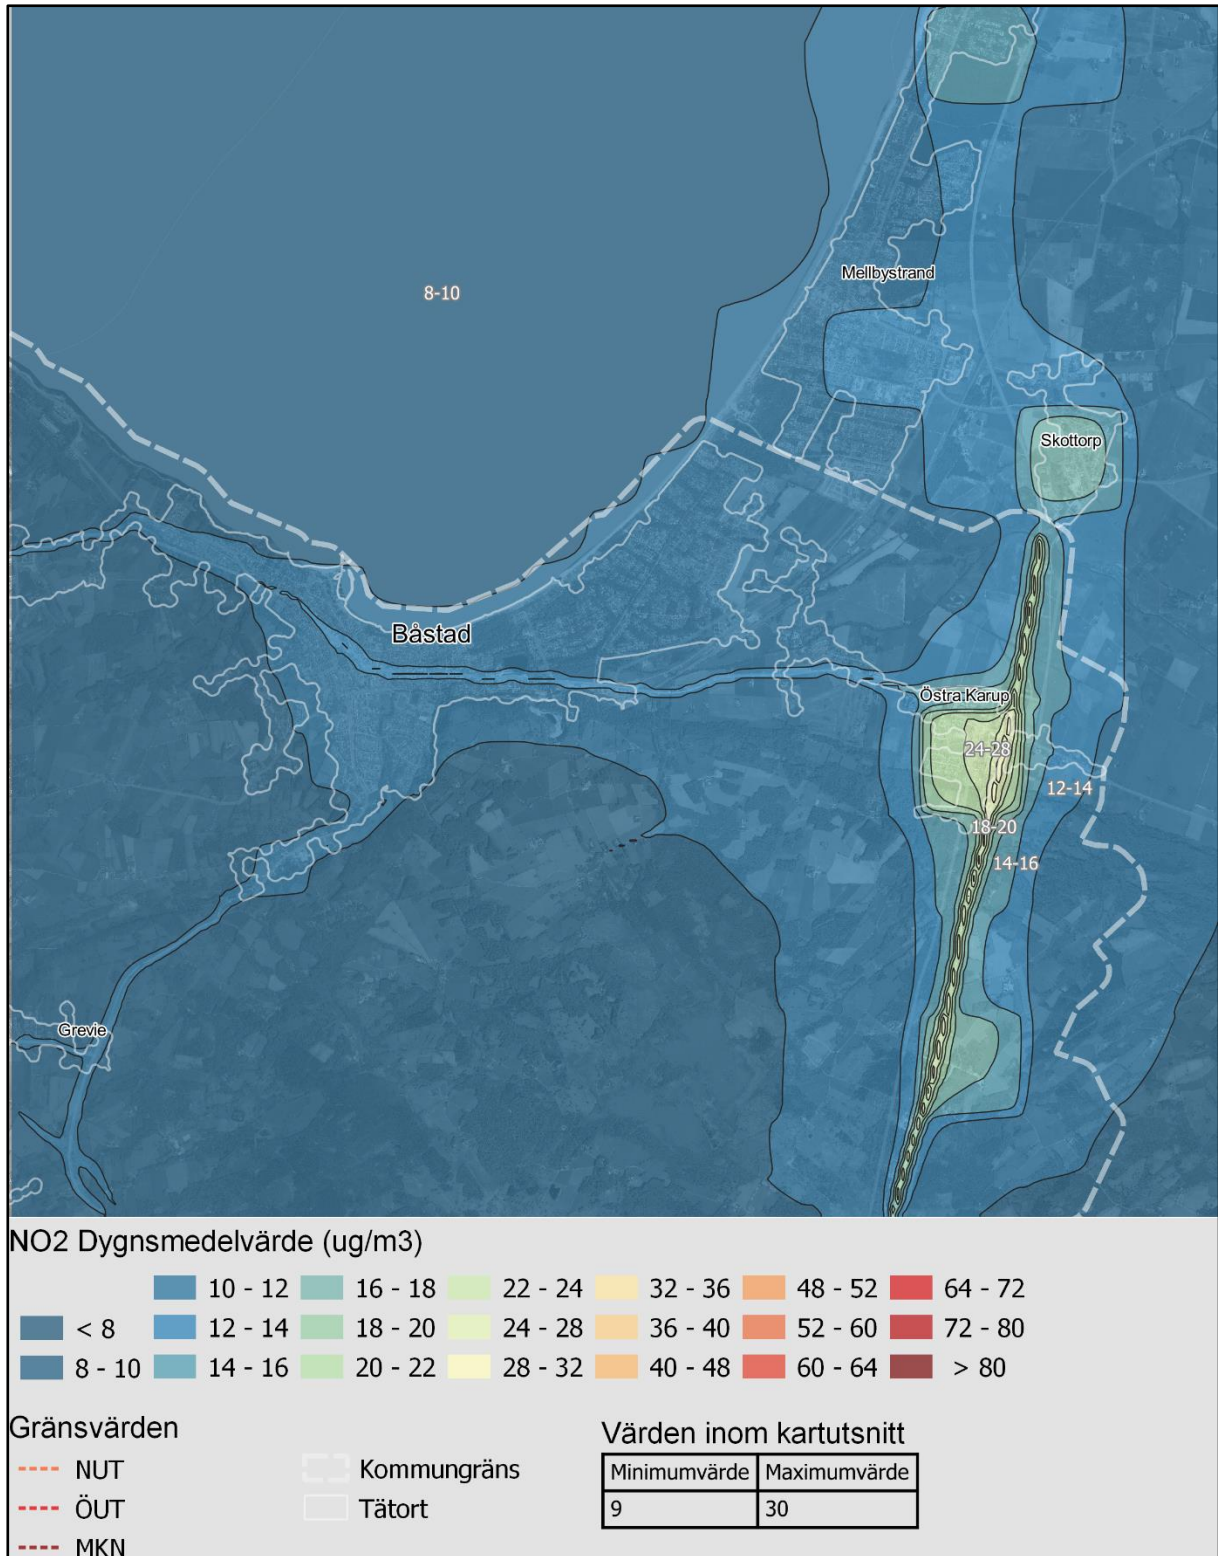 Mellbystrand
8-10
Skottorp
Båstad
Östra Karup
24-28
12-14
18-20
14-16
Grevie
NO2 Dygnsmedelvärde (ug/m3)
10 - 12 16 - 18 22 - 24 32 - 36 48 - 52 64 - 72
< 8 12 - 14 18 - 20 24 - 28 36 - 40 52 - 60 72 - 80
8 - 10 14 - 16 20 - 22 28 - 32 40 - 48 60 - 64 > 80
Gränsvärden
Värden inom kartutsnitt
NUT Kommungräns Minimumvärde Maximumvärde
ÖUT Tätort 9 30
MKN